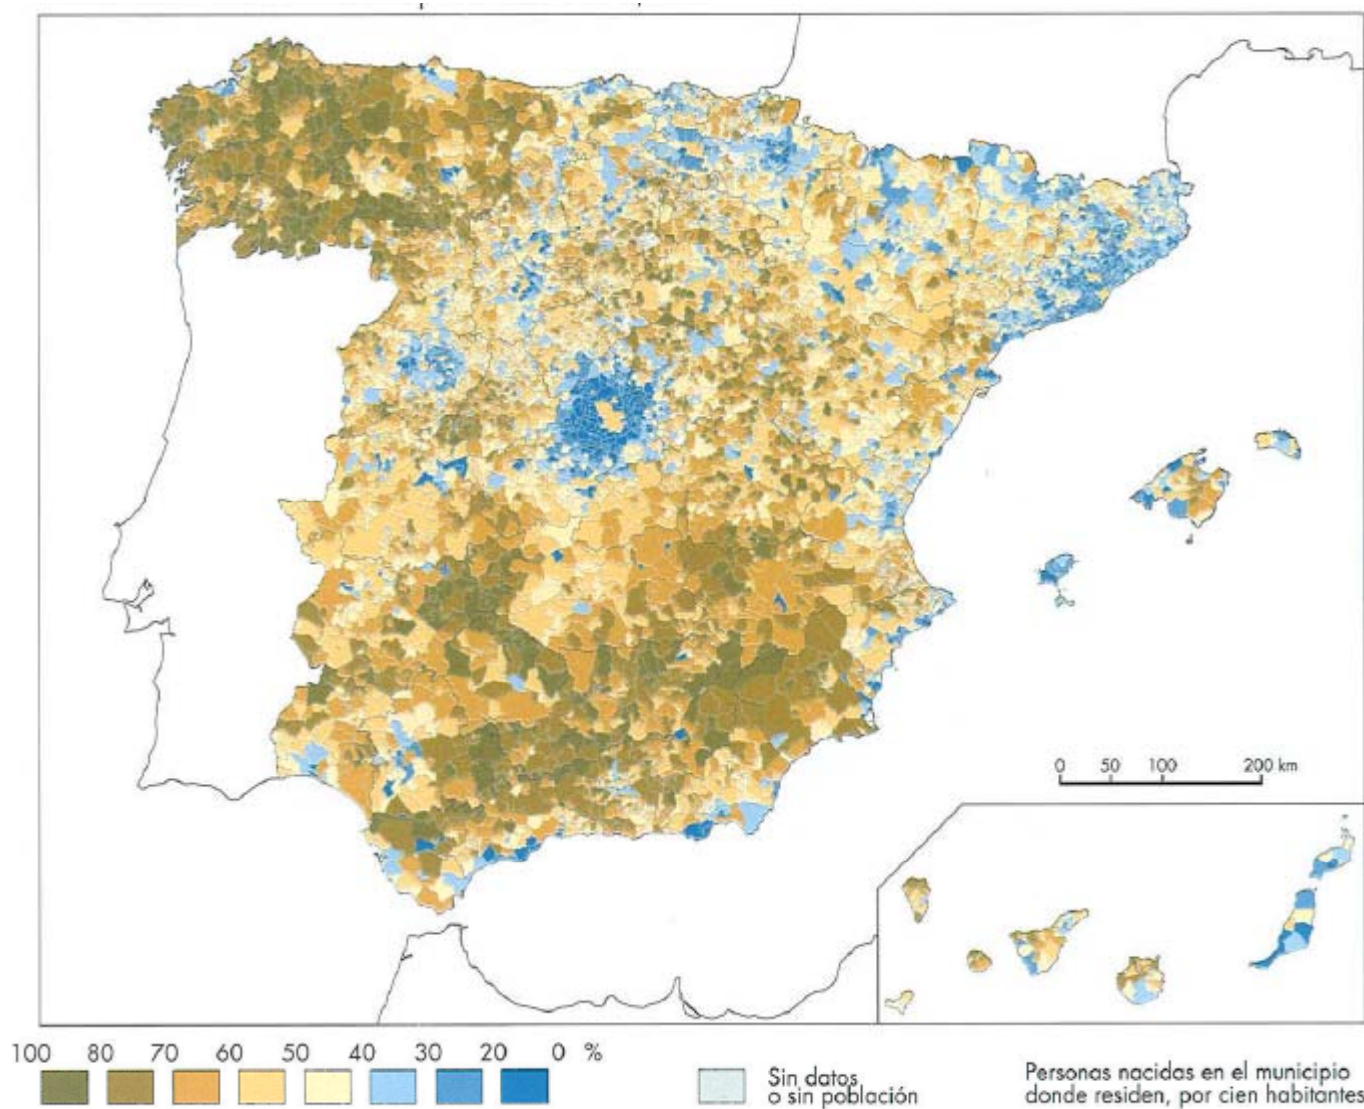 0 50 100 200 km
100 80 70 60 50 40 30 20 0 %
Sin datos
o sin población
Personas nacidas en el municipio
donde residen, por cien habitantes